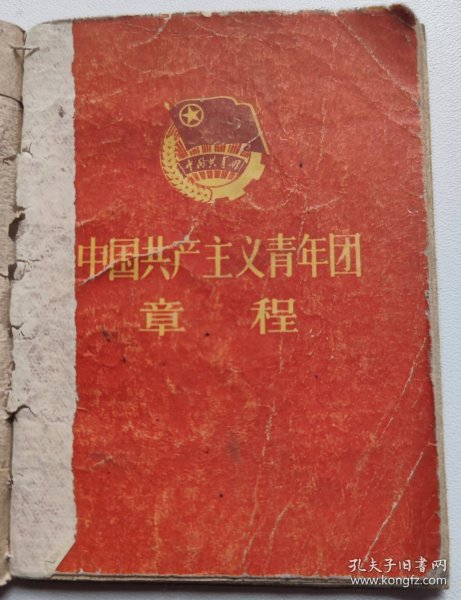 中国共青团
中国共产主义青年团
章 程
孔夫子旧书网
www.kongfz.com